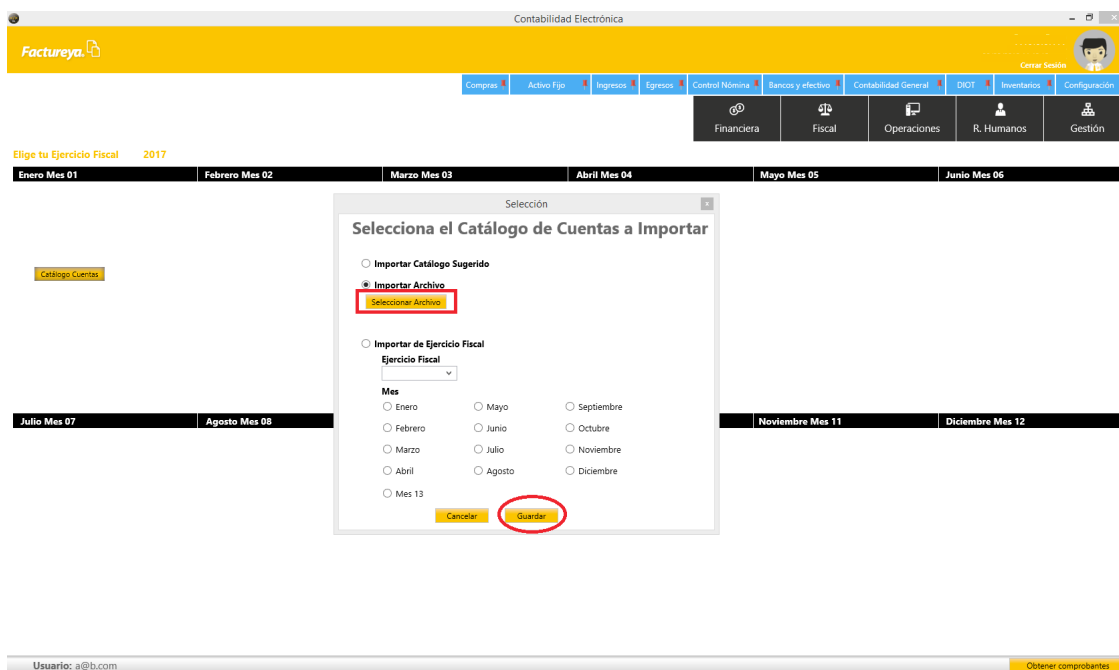 Contabilidad Electrónica
Factureya.
Cerrar Sesión
Compras Activo Fijo Ingresos Egresos Control Nómina Bancos y efectivo Contabilidad General DIOT Inventarios Configuración
Financiera Fiscal Operaciones R. Humanos Gestión
Elige tu Ejercicio Fiscal 2017
Enero Mes 01 Febrero Mes 02 Marzo Mes 03 Abril Mes 04 Mayo Mes 05 Junio Mes 06
Selección
Selecciona el Catálogo de Cuentas a Importar
Importar Catálogo Sugerido
Catálogo Cuentas
Importar Archivo
Seleccionar Archivo
Importar de Ejercicio Fiscal
Ejercicio Fiscal
Mes
Enero Mayo Septiembre
Julio Mes 07 Agosto Mes 08 Noviembre Mes 11 Diciembre Mes 12
Febrero Junio Octubre
Marzo Julio Noviembre
Abril Agosto Diciembre
Mes 13
Cancelar Guardar
Usuario: a@b.com Obtener comprobantes